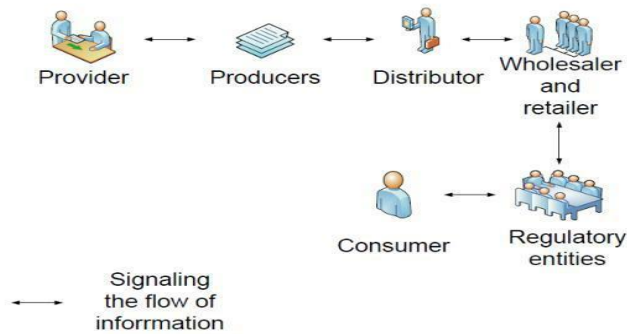 Provider
Producers
Distributor
Wholesaler
and
retailer
Consumer
Regulatory
entities
Signaling
the flow of
inforrmation